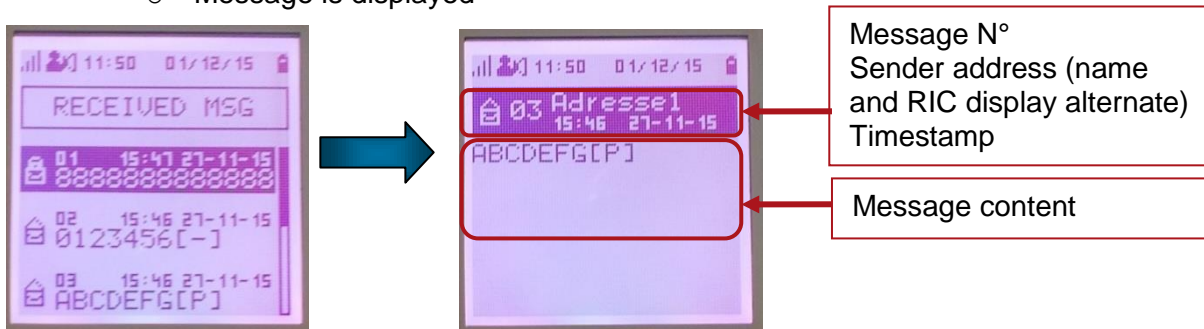 o Message is displayed
11:50 01/12/15
RECEIVED MSG
01 15:47 27-11-15
8888888888888
02 15:46 27-11-15
0123456[-]
03 15:46 27-11-15
ABCDEFG[P]
11:50 01/12/15
03 Adresse1
15:46 27-11-15
ABCDEFG[P]
Message N°
Sender address (name
and RIC display alternate)
Timestamp
Message content